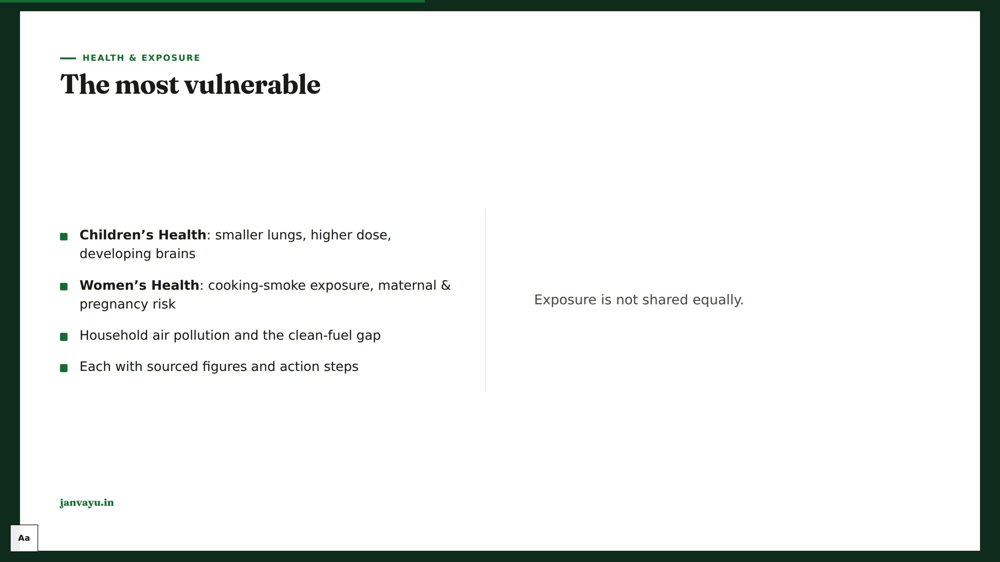 HEALTH & EXPOSURE
The most vulnerable
Children’s Health: smaller lungs, higher dose,
developing brains
Women’s Health: cooking-smoke exposure, maternal &
pregnancy risk
Household air pollution and the clean-fuel gap
Each with sourced figures and action steps
Exposure is not shared equally.
janvayu.in
Aa